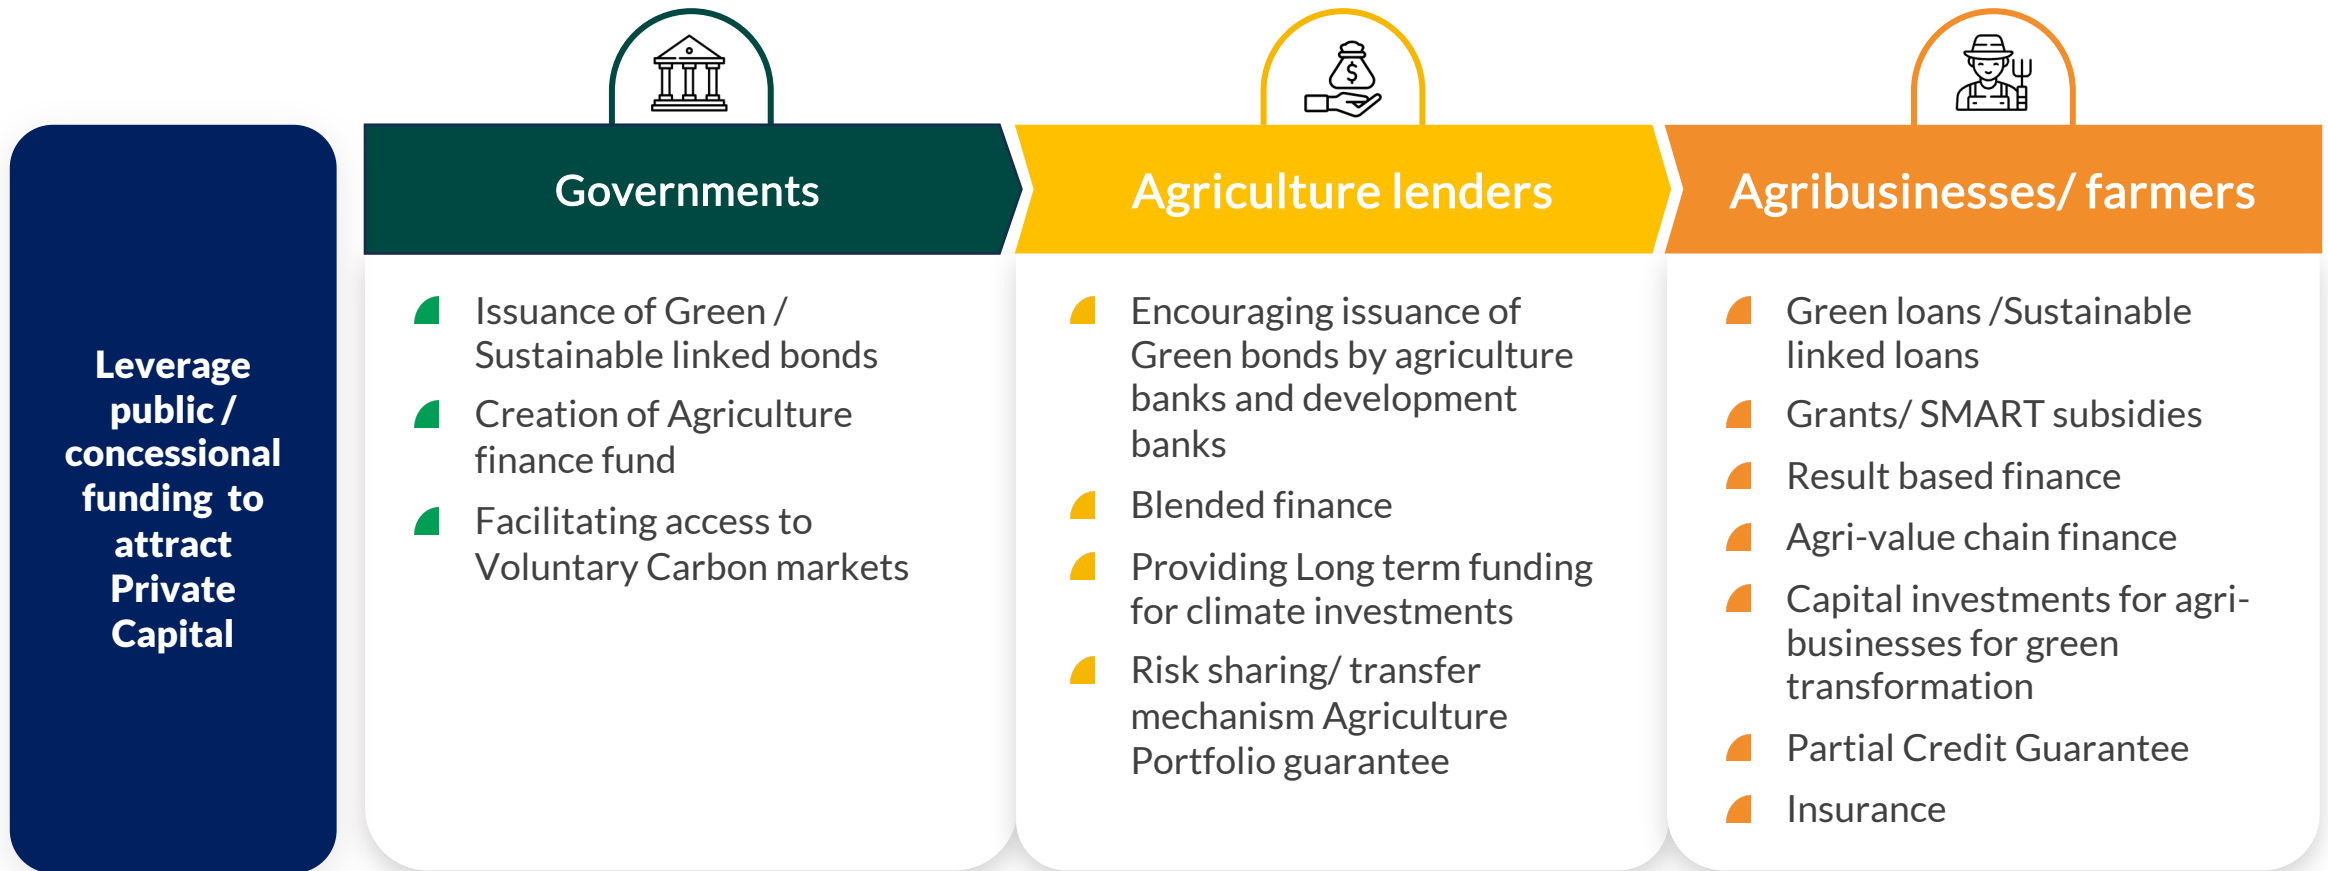 Leverage
public /
concessional
funding to
attract
Private
Capital
Governments
Issuance of Green /
Sustainable linked bonds
Creation of Agriculture
finance fund
Facilitating access to
Voluntary Carbon markets
$
Agriculture lenders
Encouraging issuance of
Green bonds by agriculture
banks and development
banks
Blended finance
Providing Long term funding
for climate investments
Risk sharing/ transfer
mechanism Agriculture
Portfolio guarantee
Agribusinesses/ farmers
Green loans /Sustainable
linked loans
Grants/ SMART subsidies
Result based finance
Agri-value chain finance
Capital investments for agri-
businesses for green
transformation
Partial Credit Guarantee
Insurance